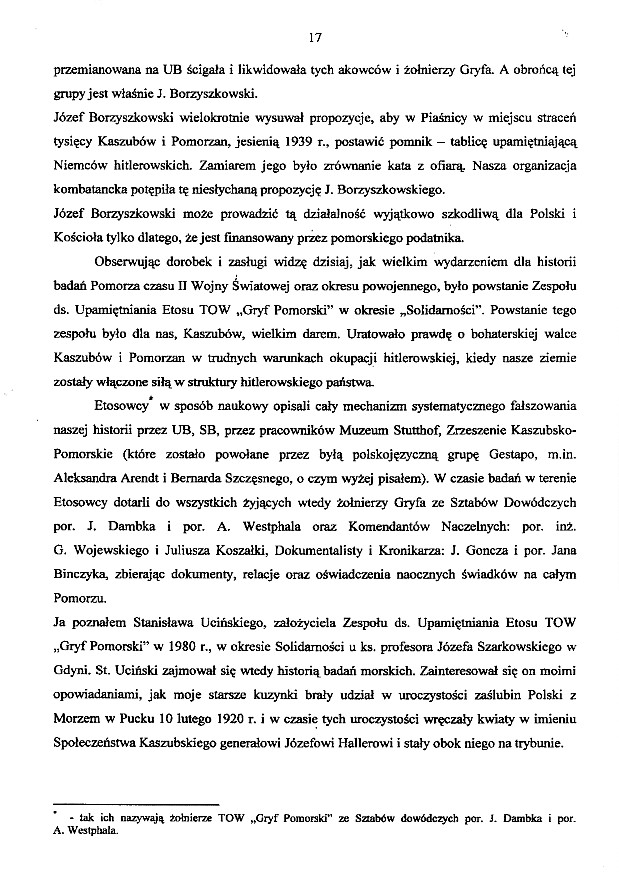 17
przemianowana na UB ścigała i likwidowała tych akowców i żołnierzy Gryfa. A obrońcą tej
grupy jest właśnie J. Borzyszkowski.
Józef Borzyszkowski wielokrotnie wysuwał propozycje, aby w Piaśnicy w miejscu straceń
tysięcy Kaszubów i Pomorzan, jesienią 1939 r., postawić pomnik – tablicę upamiętniającą
Niemców hitlerowskich. Zamiarem jego było zrównanie kata z ofiarą. Nasza organizacja
kombatancka potępiła tę niesłychaną propozycję J. Borzyszkowskiego.
Józef Borzyszkowski może prowadzić tą działalność wyjątkowo szkodliwą dla Polski i
Kościoła tylko dlatego, że jest finansowany przez pomorskiego podatnika.
Obserwując dorobek i zasługi widzę dzisiaj, jak wielkim wydarzeniem dla historii
badań Pomorza czasu II Wojny Światowej oraz okresu powojennego, było powstanie Zespołu
ds. Upamiętniania Etosu TOW „Gryf Pomorski” w okresie „Solidarności”. Powstanie tego
zespołu było dla nas, Kaszubów, wielkim darem. Uratowało prawdę o bohaterskiej walce
Kaszubów i Pomorzan w trudnych warunkach okupacji hitlerowskiej, kiedy nasze ziemie
zostały włączone siłą w struktury hitlerowskiego państwa.
Etosowcy* w sposób naukowy opisali cały mechanizm systematycznego fałszowania
naszej historii przez UB, SB, przez pracowników Muzeum Stutthof, Zrzeszenie Kaszubsko-
Pomorskie (które zostało powołane przez byłą polskojęzyczną grupę Gestapo, m.in.
Aleksandra Arendt i Bernarda Szczęsnego, o czym wyżej pisałem). W czasie badań w terenie
Etosowcy dotarli do wszystkich żyjących wtedy żołnierzy Gryfa ze Sztabów Dowódczych
por. J. Dambka i por. A. Westphala oraz Komendantów Naczelnych: por. inż.
G. Wojewskiego i Juliusza Koszałki, Dokumentalisty i Kronikarza: J. Goncza i por. Jana
Binczyka, zbierając dokumenty, relacje oraz oświadczenia naocznych świadków na całym
Pomorzu.
Ja poznałem Stanisława Ucińskiego, założyciela Zespołu ds. Upamiętniania Etosu TOW
„Gryf Pomorski” w 1980 r., w okresie Solidarności u ks. profesora Józefa Szarkowskiego w
Gdyni. St. Uciński zajmował się wtedy historią badań morskich. Zainteresował się on moimi
opowiadaniami, jak moje starsze kuzynki brały udział w uroczystości zaślubin Polski z
Morzem w Pucku 10 lutego 1920 r. i w czasie tych uroczystości wręczały kwiaty w imieniu
Społeczeństwa Kaszubskiego generałowi Józefowi Hallerowi i stały obok niego na trybunie.
* - tak ich nazywają żołnierze TOW „Gryf Pomorski” ze Sztabów dowódczych por. J. Dambka i por.
A. Westphala.